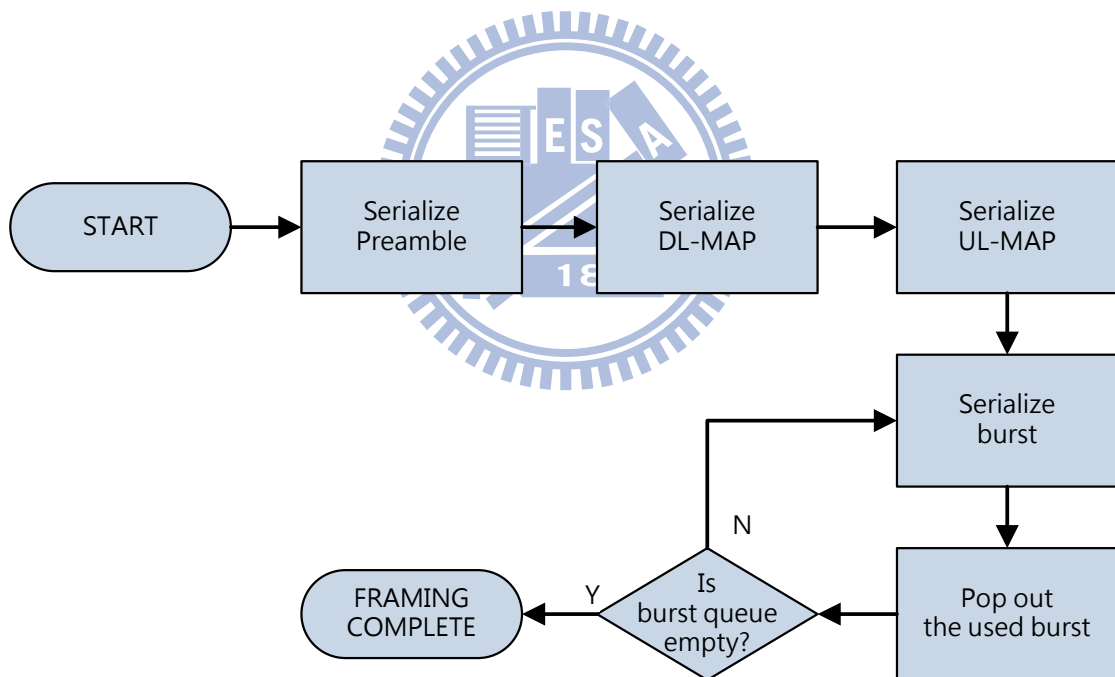 E S A
START
Serialize
Preamble
Serialize
DL-MAP
Serialize
UL-MAP
18
Serialize
burst
N
Is
burst queue
empty?
Y
FRAMING
COMPLETE
Pop out
the used burst